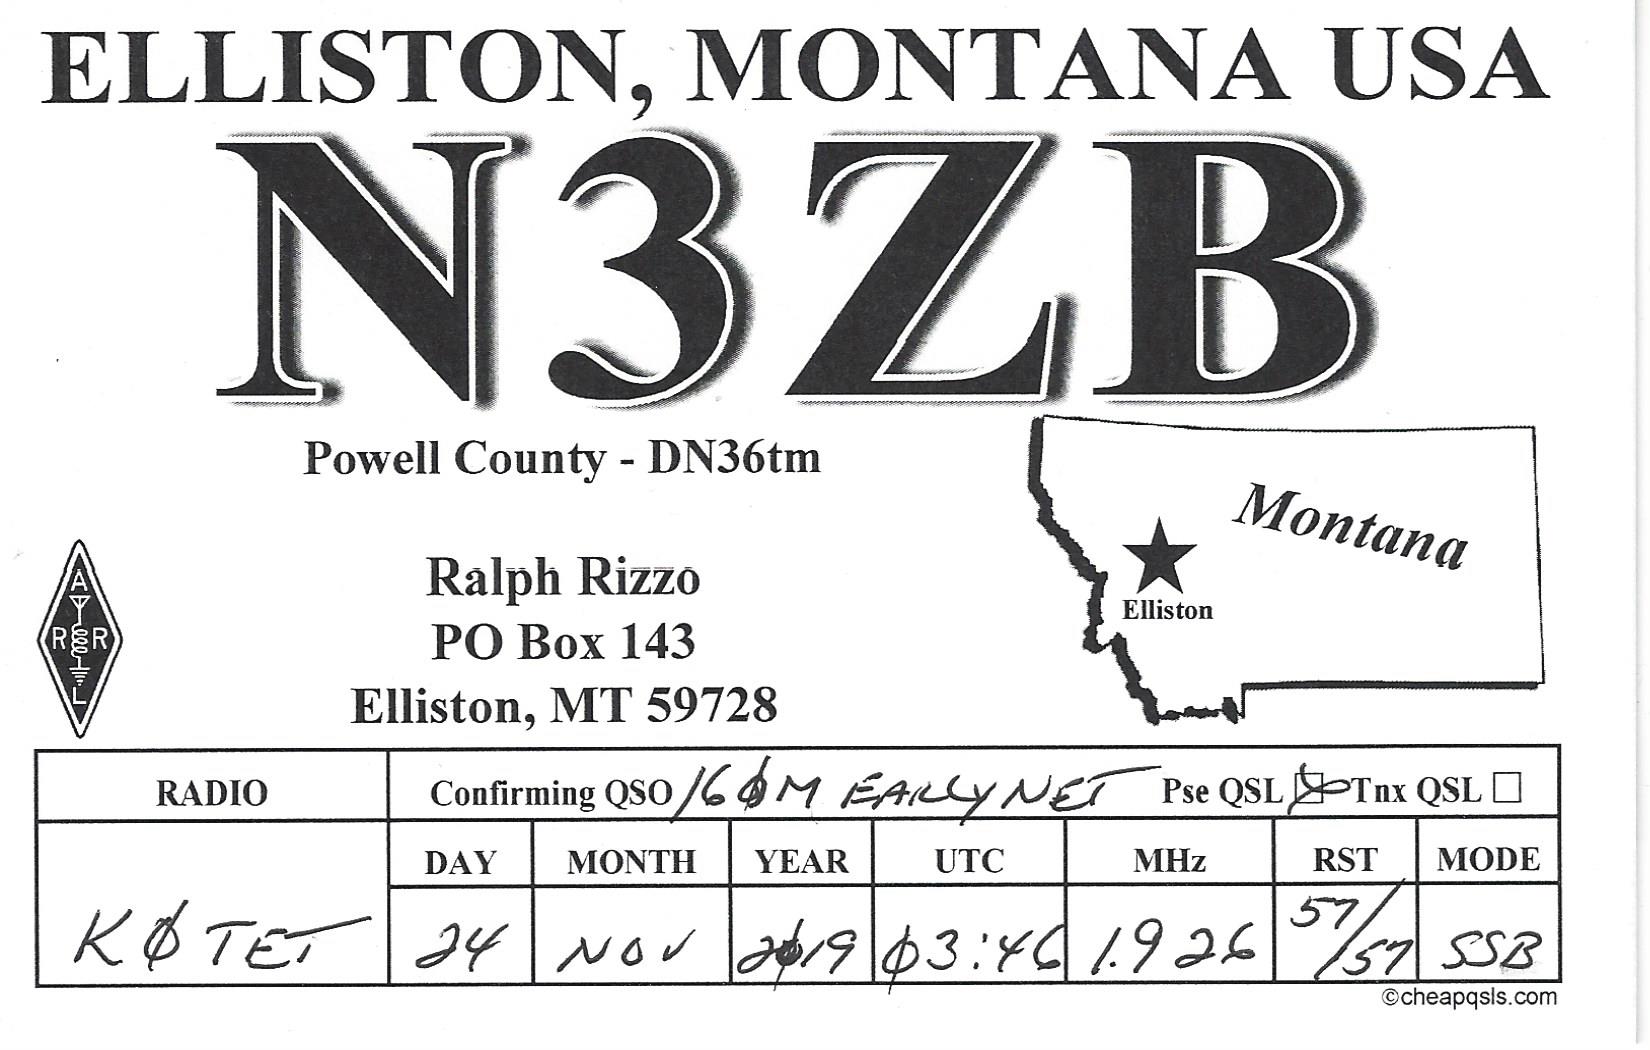 ELLISTON, MONTANA USA
N3ZB
Powell County - DN36tm
Montana
Elliston
Ralph Rizzo
PO Box 143
Elliston, MT 59728
A
R R
L
RADIO Confirming QSO 16ØM EARLY NET Pse QSL Tnx QSL
DAY MONTH YEAR UTC MHz RST MODE
KØTET 24 NOV 2019 Ø3:46 1.926 57/57 SSB
©cheapqsls.com